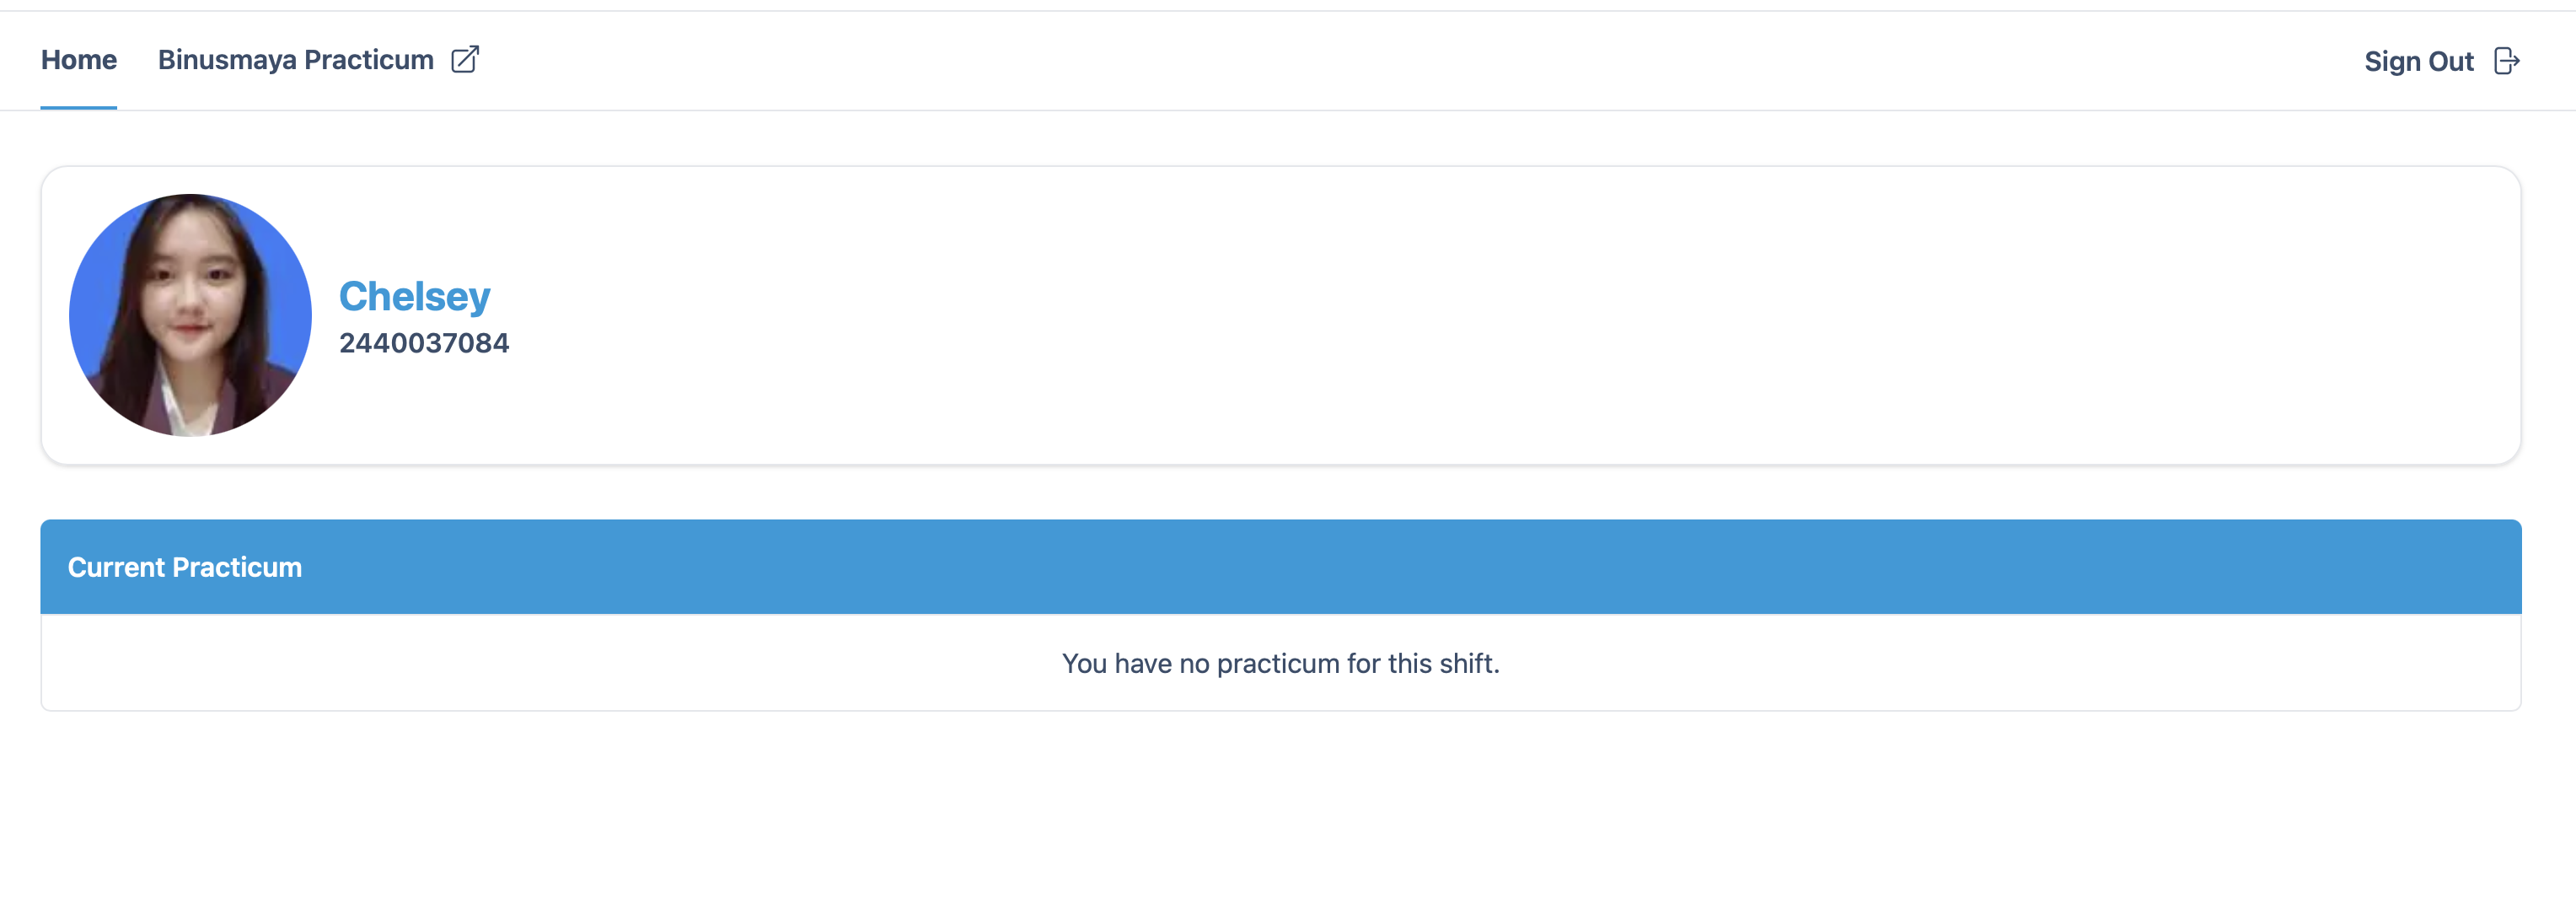 Home
Binusmaya Practicum
Sign Out
Chelsey
2440037084
Current Practicum
You have no practicum for this shift.